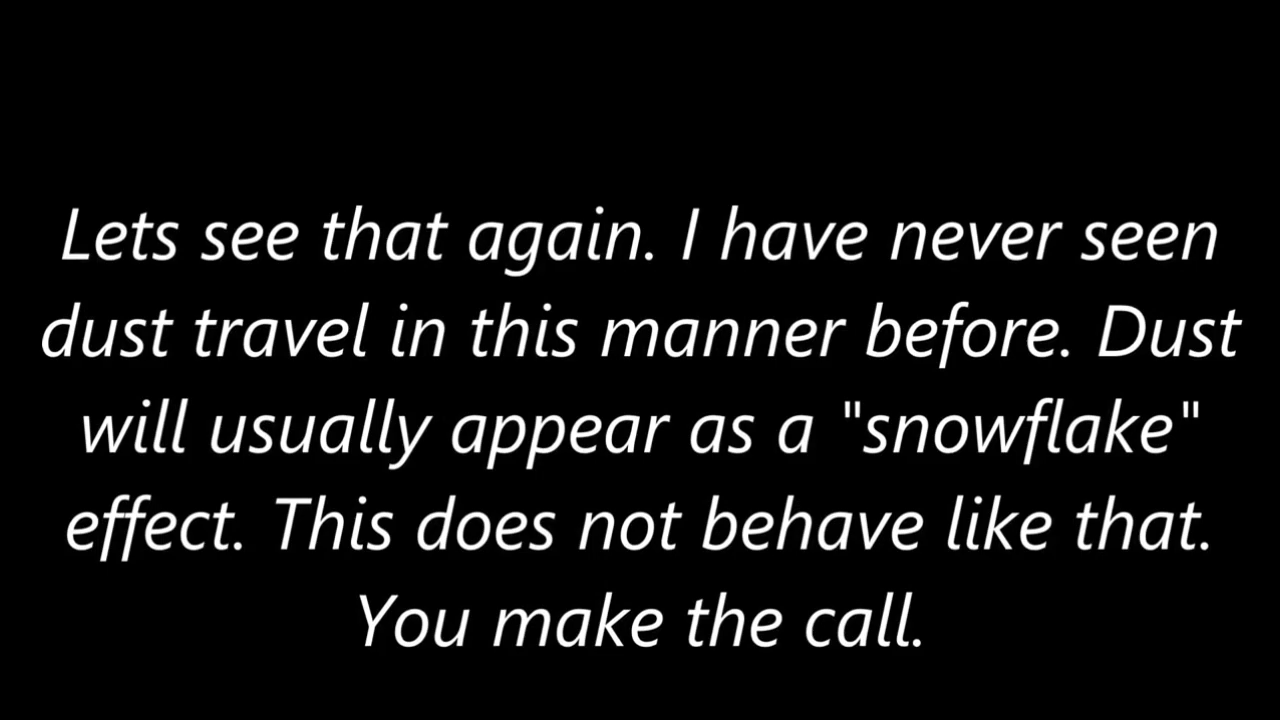 Lets see that again. I have never seen
dust travel in this manner before. Dust
will usually appear as a "snowflake"
effect. This does not behave like that.
You make the call.